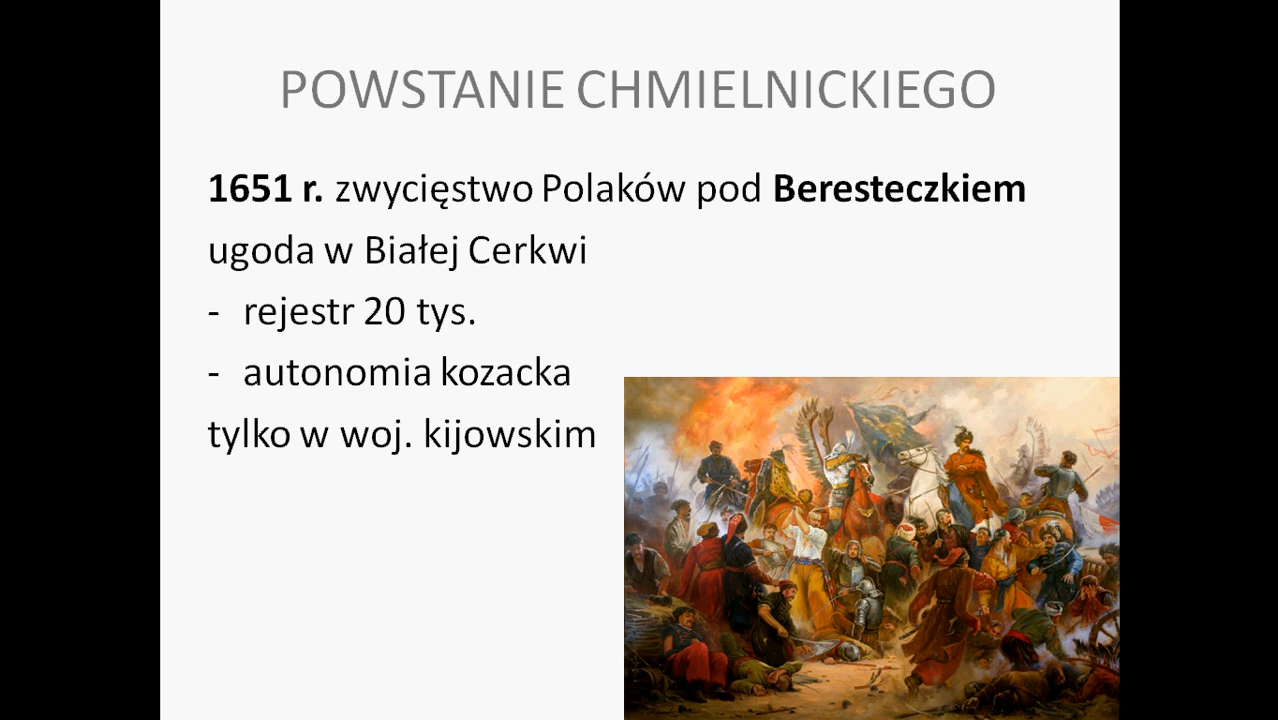 POWSTANIE CHMIELNICKIEGO
1651 r. zwycięstwo Polaków pod Beresteczkiem
ugoda w Białej Cerkwi
- rejestr 20 tys.
- autonomia kozacka
tylko w woj. kijowskim